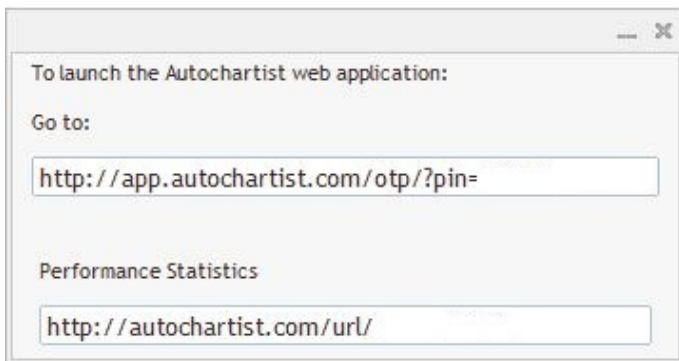 To launch the Autochartist web application:
Go to:
http://app.autochartist.com/otp/?pin=
Performance Statistics
http://autochartist.com/url/